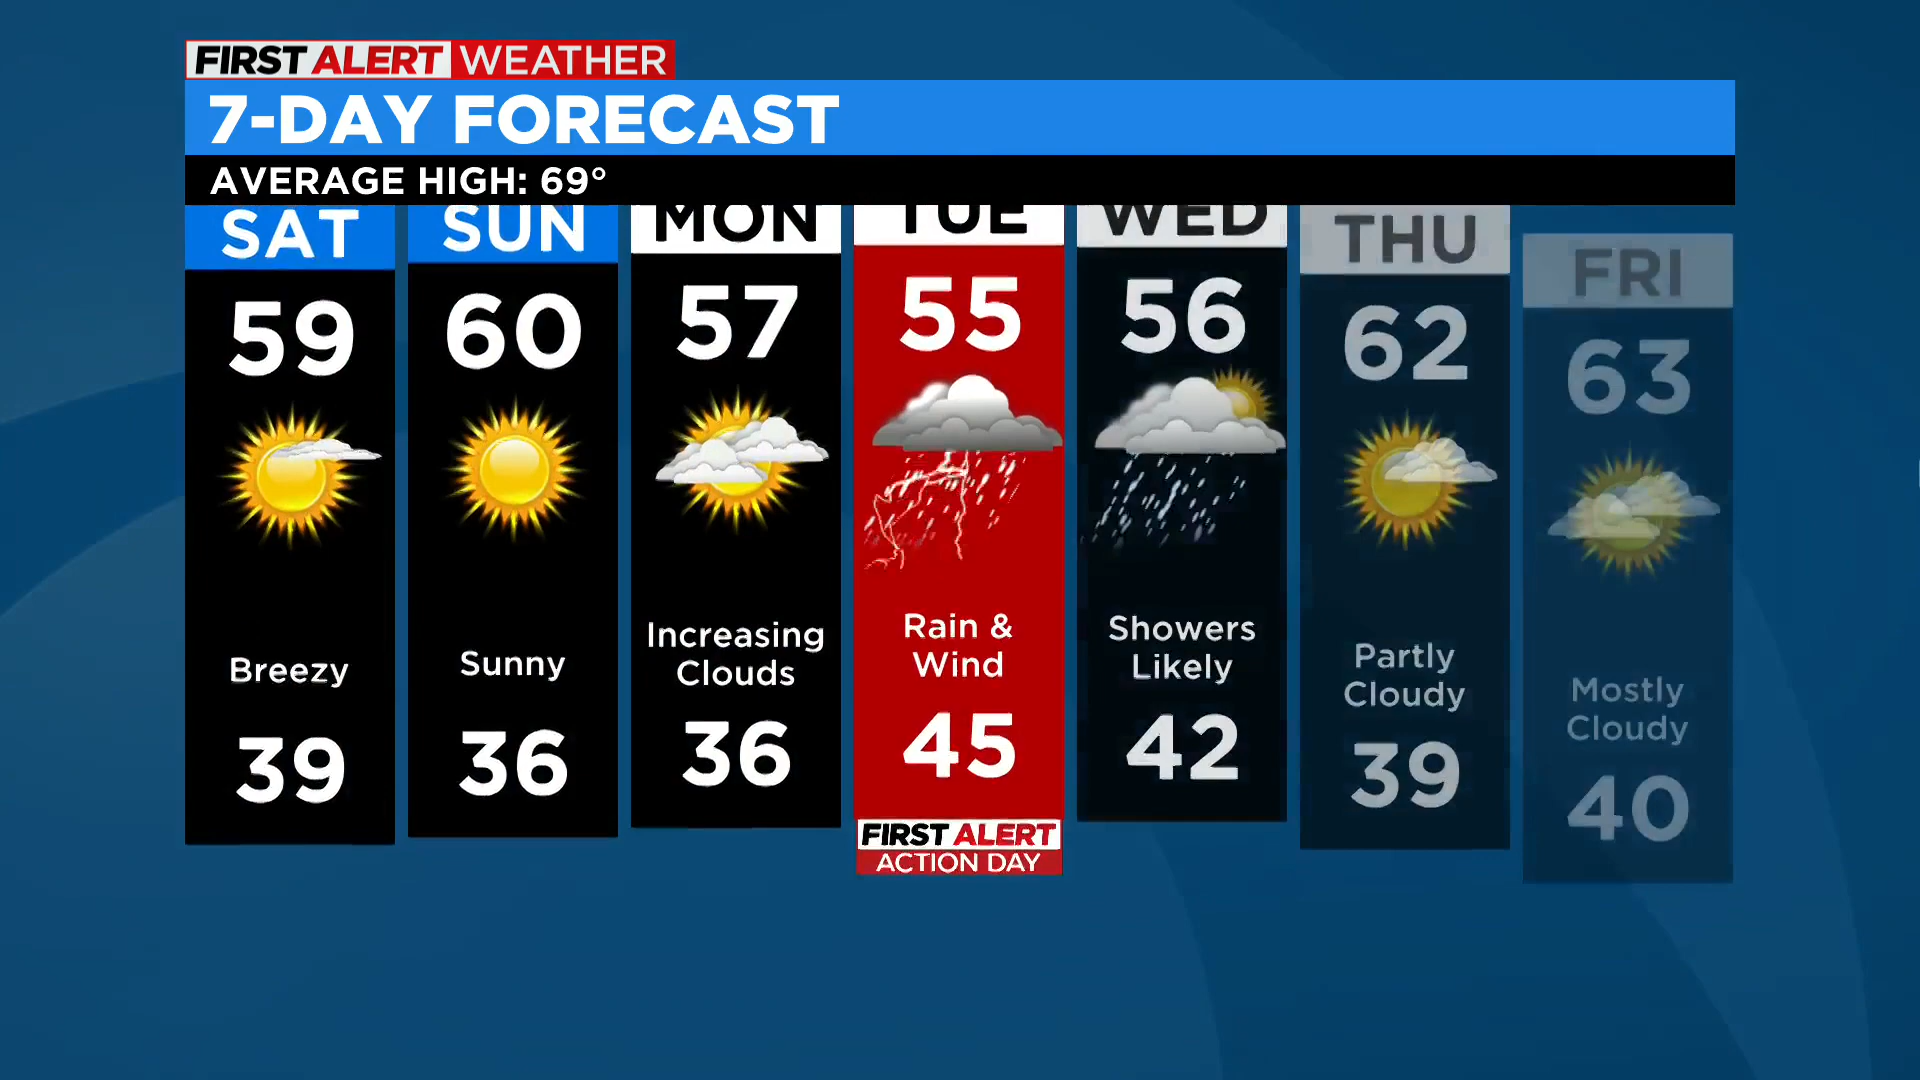 FIRST ALERT WEATHER
7-DAY FORECAST
AVERAGE HIGH: 69°
SAT
59
Breezy
39
SUN
60
Sunny
36
MON
57
Increasing
Clouds
36
TUE
55
Rain &
Wind
45
FIRST ALERT
ACTION DAY
WED
56
Showers
Likely
42
THU
62
Partly
Cloudy
39
FRI
63
Mostly
Cloudy
40